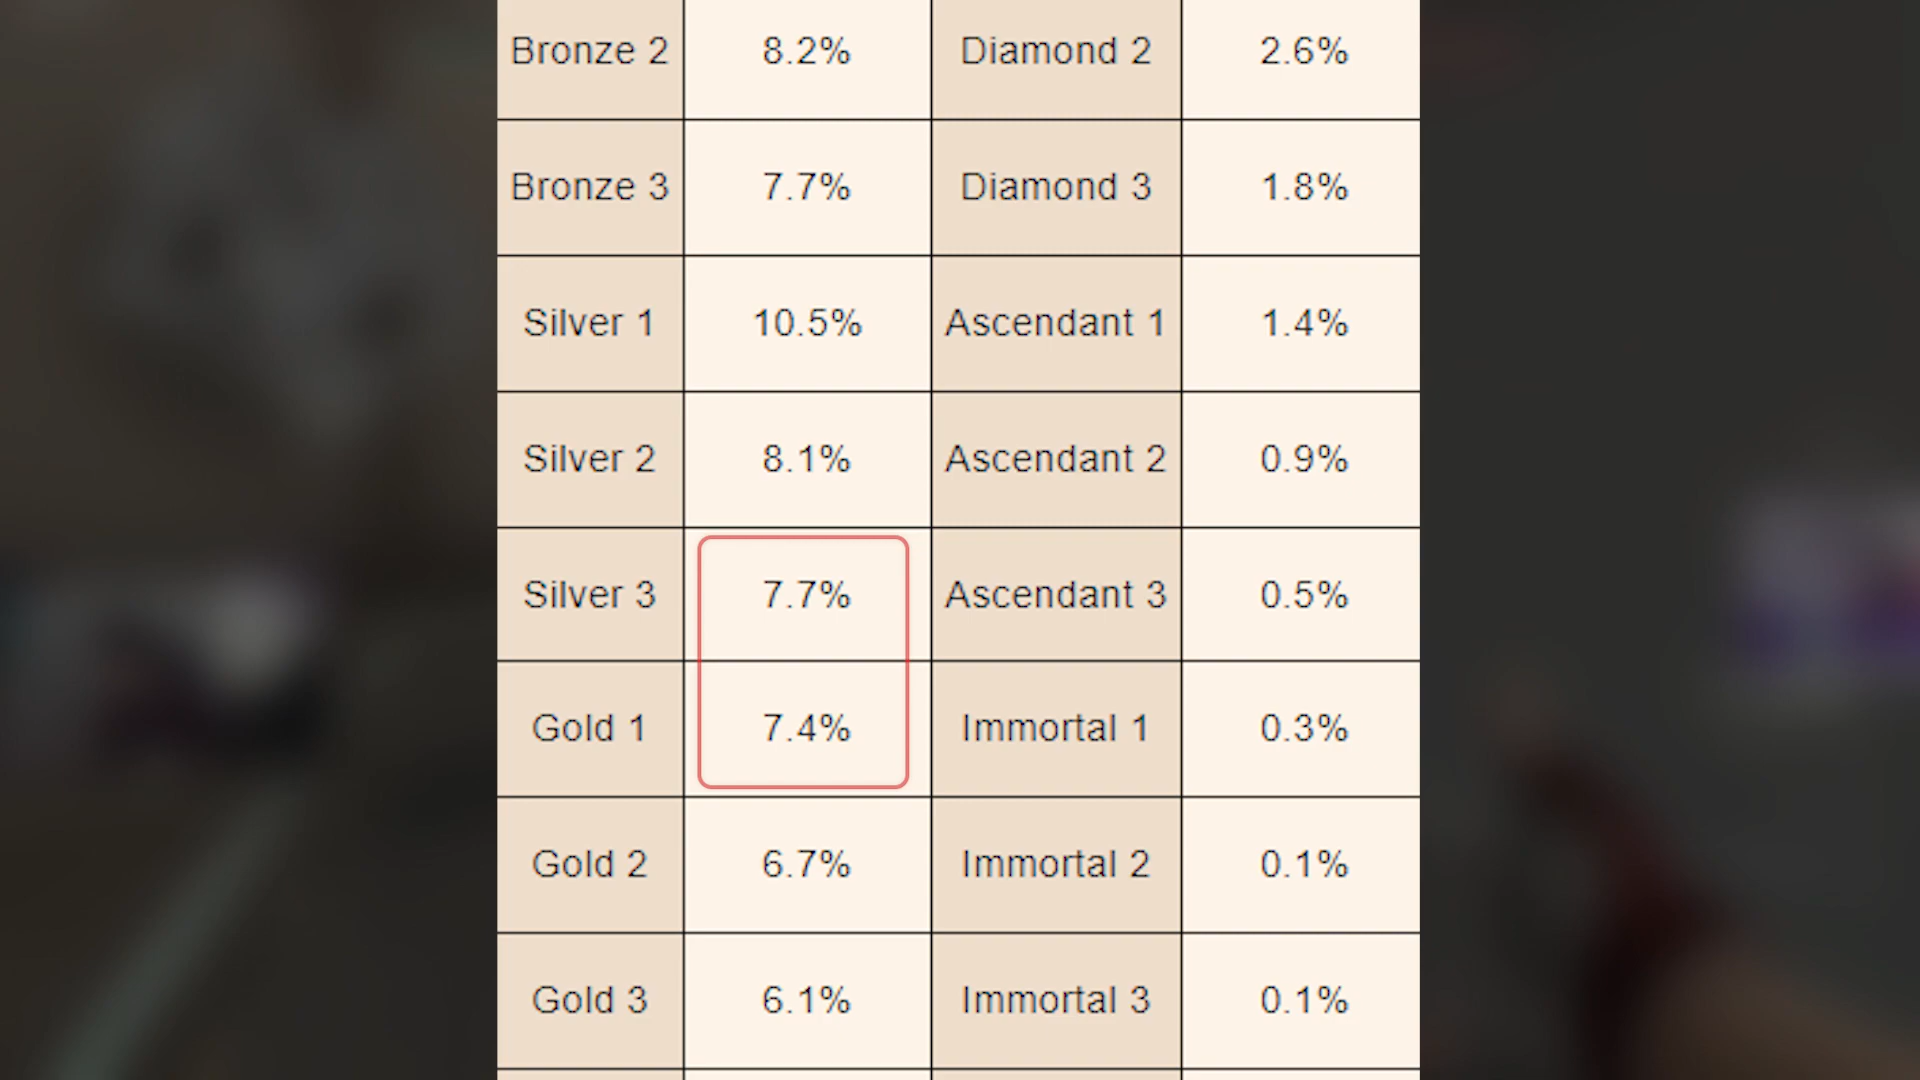 Bronze 2 8.2% Diamond 2 2.6%
Bronze 3 7.7% Diamond 3 1.8%
Silver 1 10.5% Ascendant 1 1.4%
Silver 2 8.1% Ascendant 2 0.9%
Silver 3 7.7% Ascendant 3 0.5%
Gold 1 7.4% Immortal 1 0.3%
Gold 2 6.7% Immortal 2 0.1%
Gold 3 6.1% Immortal 3 0.1%